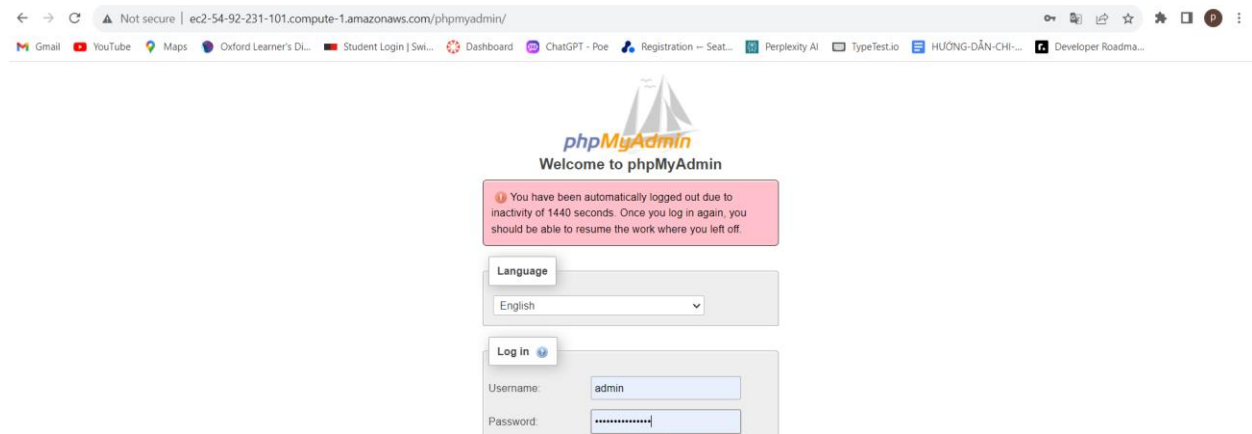 Not secure | ec2-54-92-231-101.compute-1.amazonaws.com/phpmyadmin/
P
Gmail YouTube Maps Oxford Learner's Di... Student Login | Swi... Dashboard ChatGPT - Poe Registration -- Seat... Perplexity AI TypeTest.io HƯỚNG-DẪN-CHI-... Developer Roadma...
phpMyAdmin
Welcome to phpMyAdmin
You have been automatically logged out due to
inactivity of 1440 seconds. Once you log in again, you
should be able to resume the work where you left off.
Language
English
Log in
Username: admin
Password: •••••••••••••••